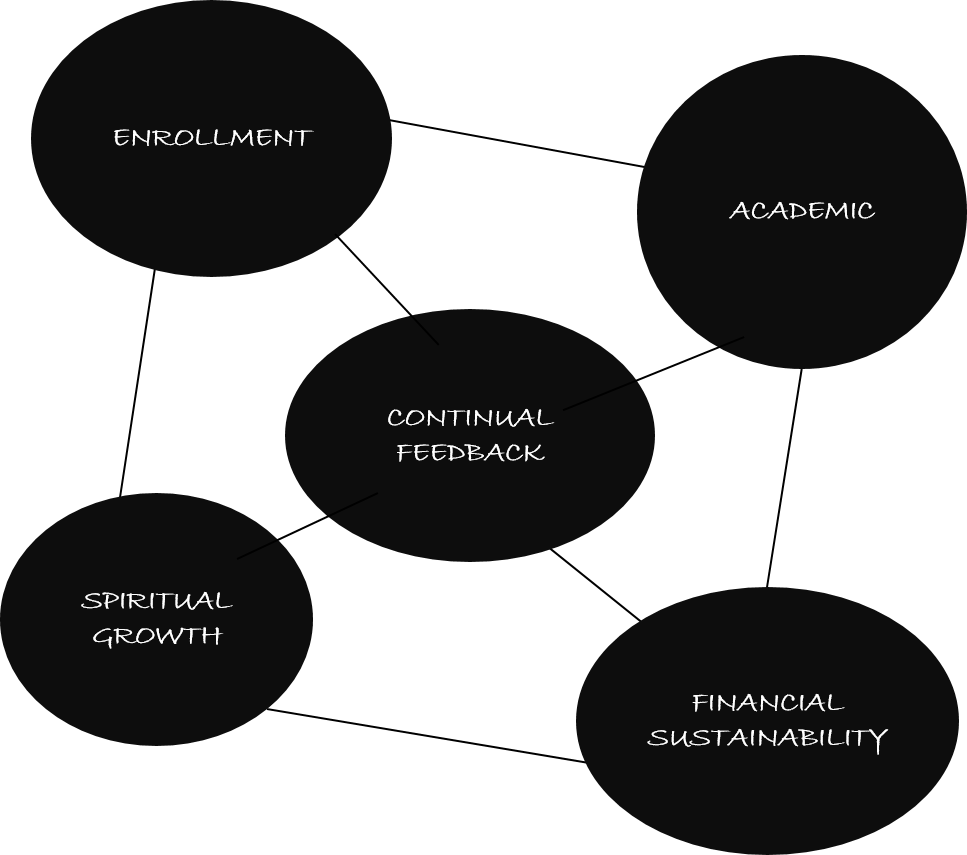 ENROLLMENT
ACADEMIC
CONTINUAL
FEEDBACK
SPIRITUAL
GROWTH
FINANCIAL
SUSTAINABILITY